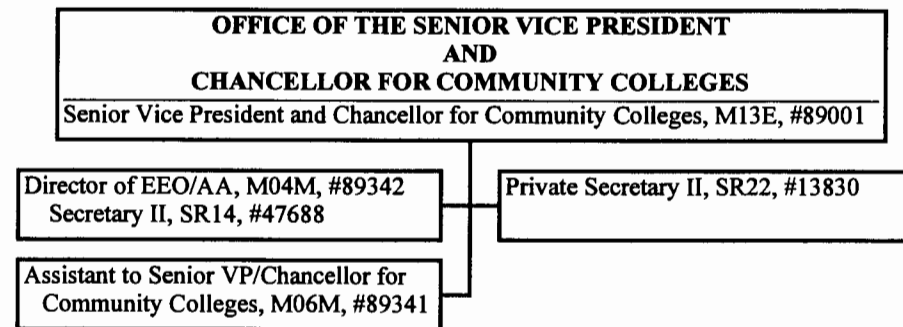 OFFICE OF THE SENIOR VICE PRESIDENT
AND
CHANCELLOR FOR COMMUNITY COLLEGES
Senior Vice President and Chancellor for Community Colleges, M13E, #89001
Director of EEO/AA, M04M, #89342
Secretary II, SR14, #47688
Private Secretary II, SR22, #13830
Assistant to Senior VP/Chancellor for
Community Colleges, M06M, #89341